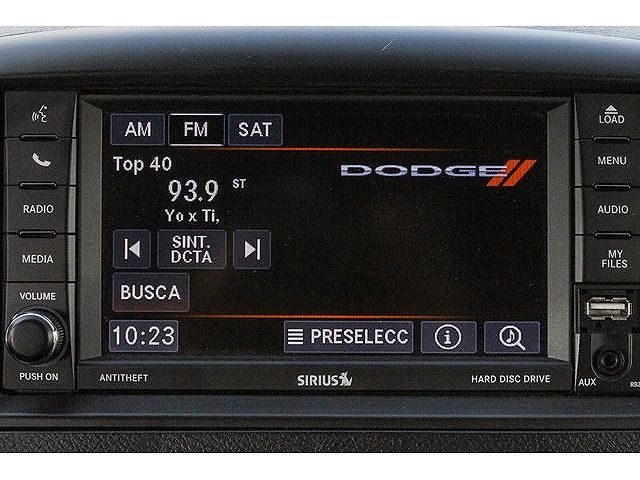 AM FM SAT
Top 40
93.9 ST
Yo x Ti,
SINT.
DCTA
BUSCA
10:23 PRESELECC
DODGE
RADIO
MEDIA
VOLUME
PUSH ON
LOAD
MENU
AUDIO
MY
FILES
AUX
ANTITHEFT SIRIUS HARD DISC DRIVE